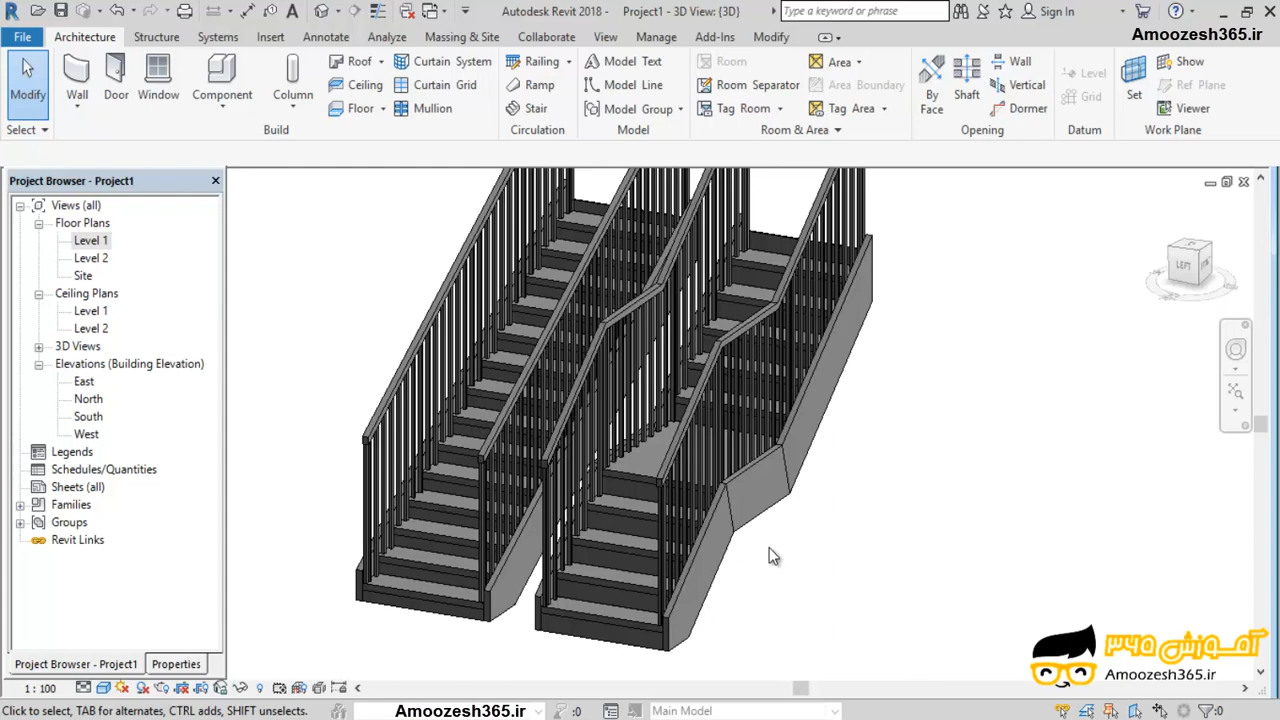 Autodesk Revit 2018 - Project1 - 3D View: {3D}
Type a keyword or phrase
Sign In
File Architecture Structure Systems Insert Annotate Analyze Massing & Site Collaborate View Manage Add-Ins Modify
Amoozesh365.ir
Modify
Wall
Door
Window
Component
Column
Roof
Ceiling
Floor
Curtain System
Curtain Grid
Mullion
Railing
Ramp
Stair
Model Text
Model Line
Model Group
Room
Room Separator
Tag Room
Area
Area Boundary
Tag Area
By Face
Shaft
Wall
Vertical
Dormer
Level
Grid
Set
Show
Ref Plane
Viewer
Select
Build
Circulation
Model
Room & Area
Opening
Datum
Work Plane
Project Browser - Project1
Views (all)
Floor Plans
Level 1
Level 2
Site
Ceiling Plans
Level 1
Level 2
3D Views
Elevations (Building Elevation)
East
North
South
West
Legends
Schedules/Quantities
Sheets (all)
Families
Groups
Revit Links
LEFT
Project Browser - Project1 Properties
1 : 100
Click to select, TAB for alternates, CTRL adds, SHIFT unselects.
Amoozesh365.ir
:0
Main Model
:0
آمـوزش ۳۶۵
Amoozesh365.ir